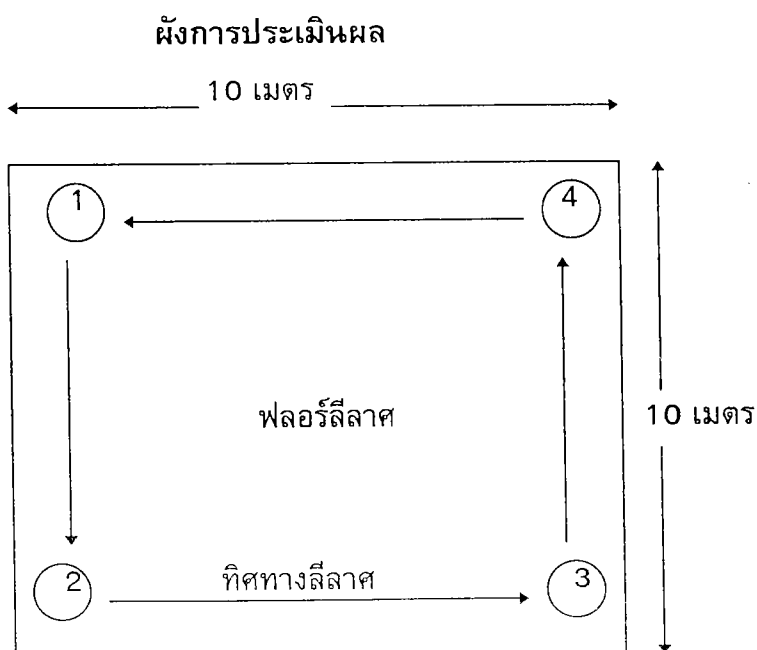 ผังการประเมินผล
10 เมตร
1
4
ฟลอร์ลีลาศ
10 เมตร
2
ทิศทางลีลาศ
3